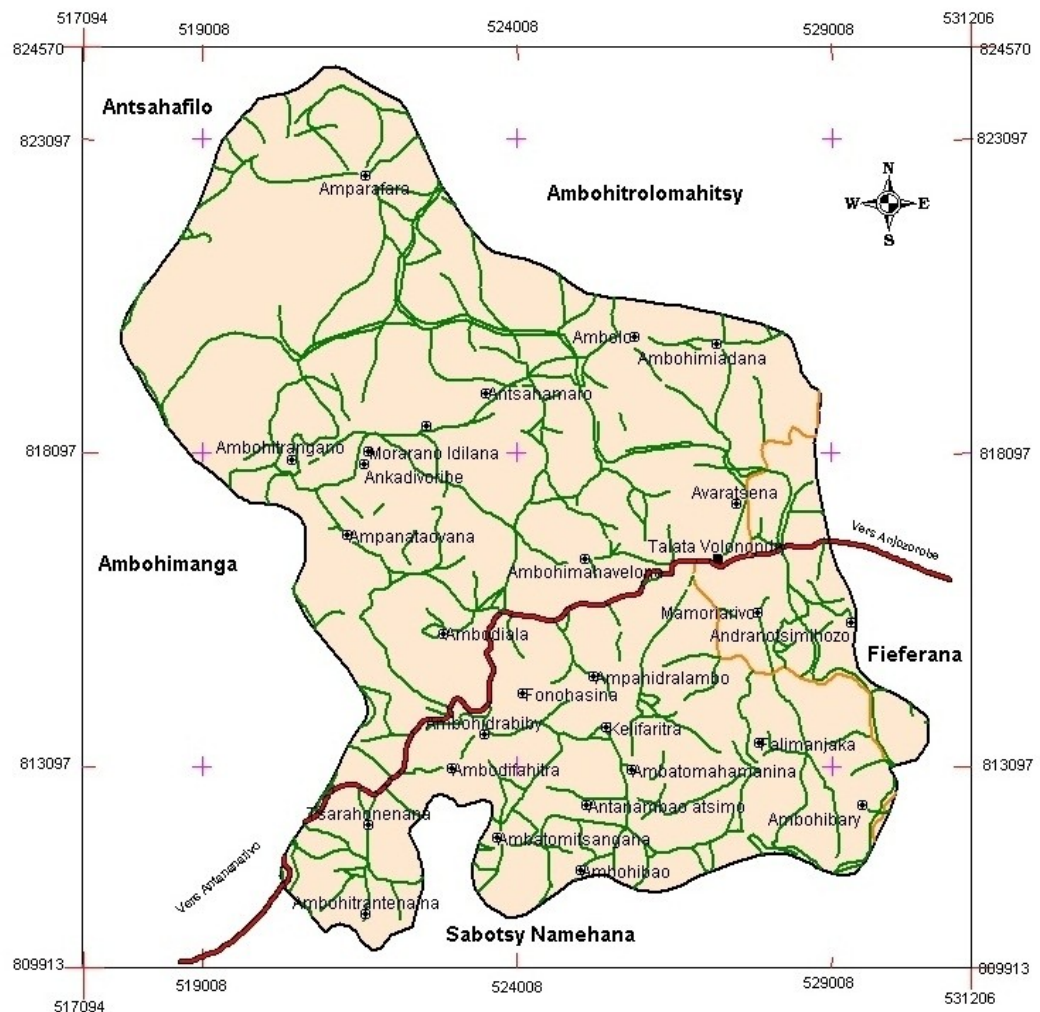 517094
519008
524008
529008
531206
824570
824570
Antsahafilo
823097
823097
Amparafara
Ambohitrolomahitsy
N
W
E
S
Ambolo
Ambohimiadana
Antsahamaro
Ambohitrangano
818097
Morarano Idilana
818097
Ankadivoribe
Avaratsena
Vers Anjozorobe
Ampanataovana
Talata Volonondry
Ambohimanga
Ambohimanavelona
Mamoriarivo
Ambodiala
Andranotsimihozo
Fieferana
Ampahidralambo
Fonohasina
Ambohidrabiby
Kelifaritra
Falimanjaka
813097
Ambodifahitra
Ambatomahamanina
813097
Tsarahonenana
Antanambao atsimo
Ambohibary
Ambatomitsangana
Vers Antananarivo
Ambohibao
Ambohitrantenaina
Sabotsy Namehana
809913
809913
517094
519008
524008
529008
531206